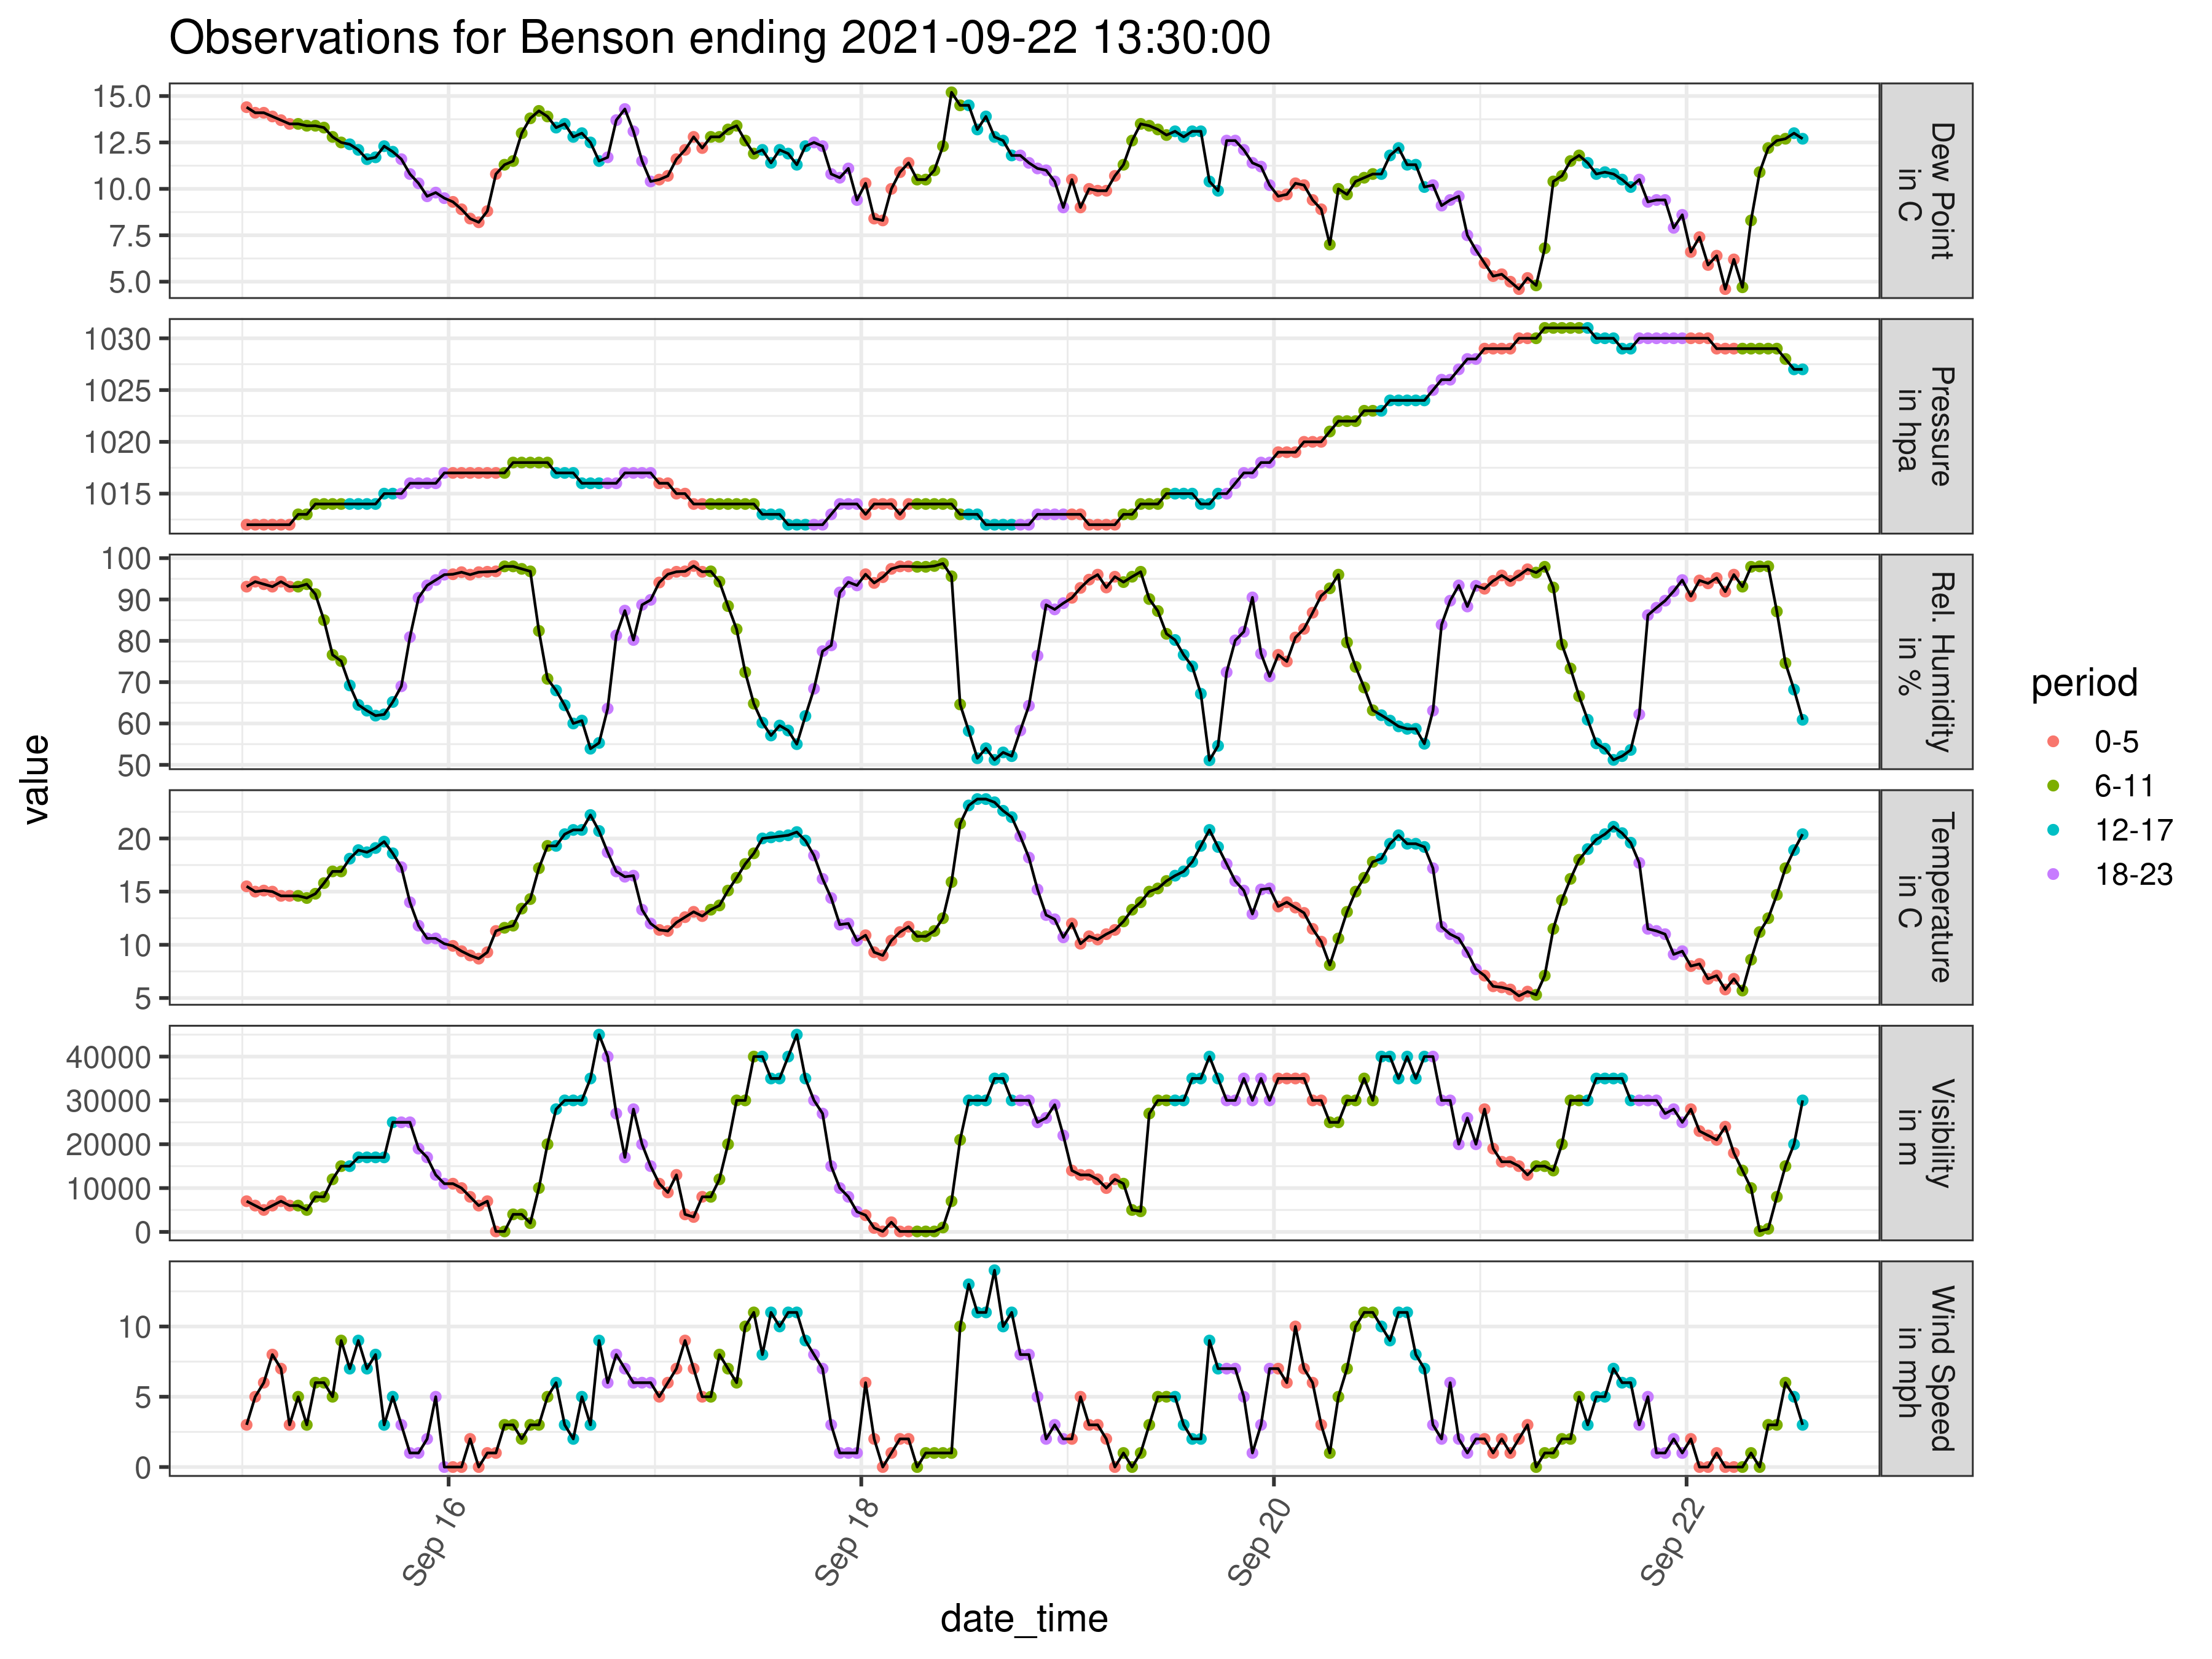 Observations for Benson ending 2021-09-22 13:30:00
15.0
12.5
10.0
7.5
5.0
Dew Point
in C
1030
1025
1020
1015
Pressure
in hpa
100
90
80
70
60
50
Rel. Humidity
in %
20
15
10
5
Temperature
in C
40000
30000
20000
10000
0
Visibility
in m
10
5
0
Wind Speed
in mph
value
Sep 16
Sep 18
Sep 20
Sep 22
date_time
period
0-5
6-11
12-17
18-23